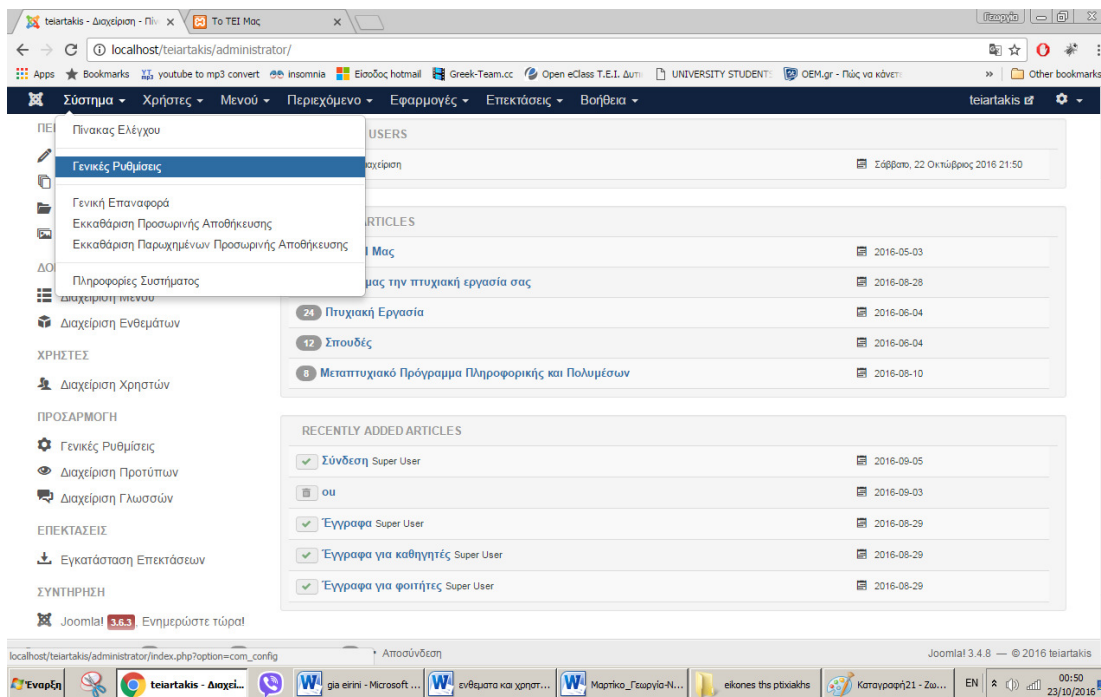 teiartakis - Διαχείριση - Πίν
Το ΤΕΙ Μας
Γεωργία
localhost/teiartakis/administrator/
Apps Bookmarks youtube to mp3 convert insomnia Είσοδος hotmail Greek-Team.cc Open eClass Τ.Ε.Ι. Δυτι UNIVERSITY STUDENT OEM.gr - Πώς να κάνετε » Other bookmarks
Σύστημα Χρήστες Μενού Περιεχόμενο Εφαρμογές Επεκτάσεις Βοήθεια teiartakis
Πίνακας Ελέγχου
Γενικές Ρυθμίσεις
Γενική Επαναφορά
Εκκαθάριση Προσωρινής Αποθήκευσης
Εκκαθάριση Παρωχημένων Προσωρινής Αποθήκευσης
Πληροφορίες Συστήματος
ΔΟ
Διαχείριση Μενού
Διαχείριση Ενθεμάτων
ΧΡΗΣΤΕΣ
Διαχείριση Χρηστών
ΠΡΟΣΑΡΜΟΓΗ
Γενικές Ρυθμίσεις
Διαχείριση Προτύπων
Διαχείριση Γλωσσών
ΕΠΕΚΤΑΣΕΙΣ
Εγκατάσταση Επεκτάσεων
ΣΥΝΤΗΡΗΣΗ
Joomla! 3.6.3, Ενημερώστε τώρα!
USERS
αχείριση Σάββατο, 22 Οκτώβριος 2016 21:50
RTICLES
Ι Μας 2016-05-03
μας την πτυχιακή εργασία σας 2016-08-28
24 Πτυχιακή Εργασία 2016-06-04
12 Σπουδές 2016-06-04
8 Μεταπτυχιακό Πρόγραμμα Πληροφορικής και Πολυμέσων 2016-08-10
RECENTLY ADDED ARTICLES
Σύνδεση Super User 2016-09-05
ou 2016-09-03
Έγγραφα Super User 2016-08-29
Έγγραφα για καθηγητές Super User 2016-08-29
Έγγραφα για φοιτήτες Super User 2016-08-29
localhost/teiartakis/administrator/index.php?option=com_config
Αποσύνδεση
Joomla! 3.4.8 — © 2016 teiartakis
Έναρξη teiartakis - Διαχεί... gia eirini - Microsoft ... ενθεματα και χρηστ... Μαρτίκο_Γεωργία-Ν... eikones ths ptixiakhs Καταγραφή21 - Ζω... EN 00:50
23/10/2016